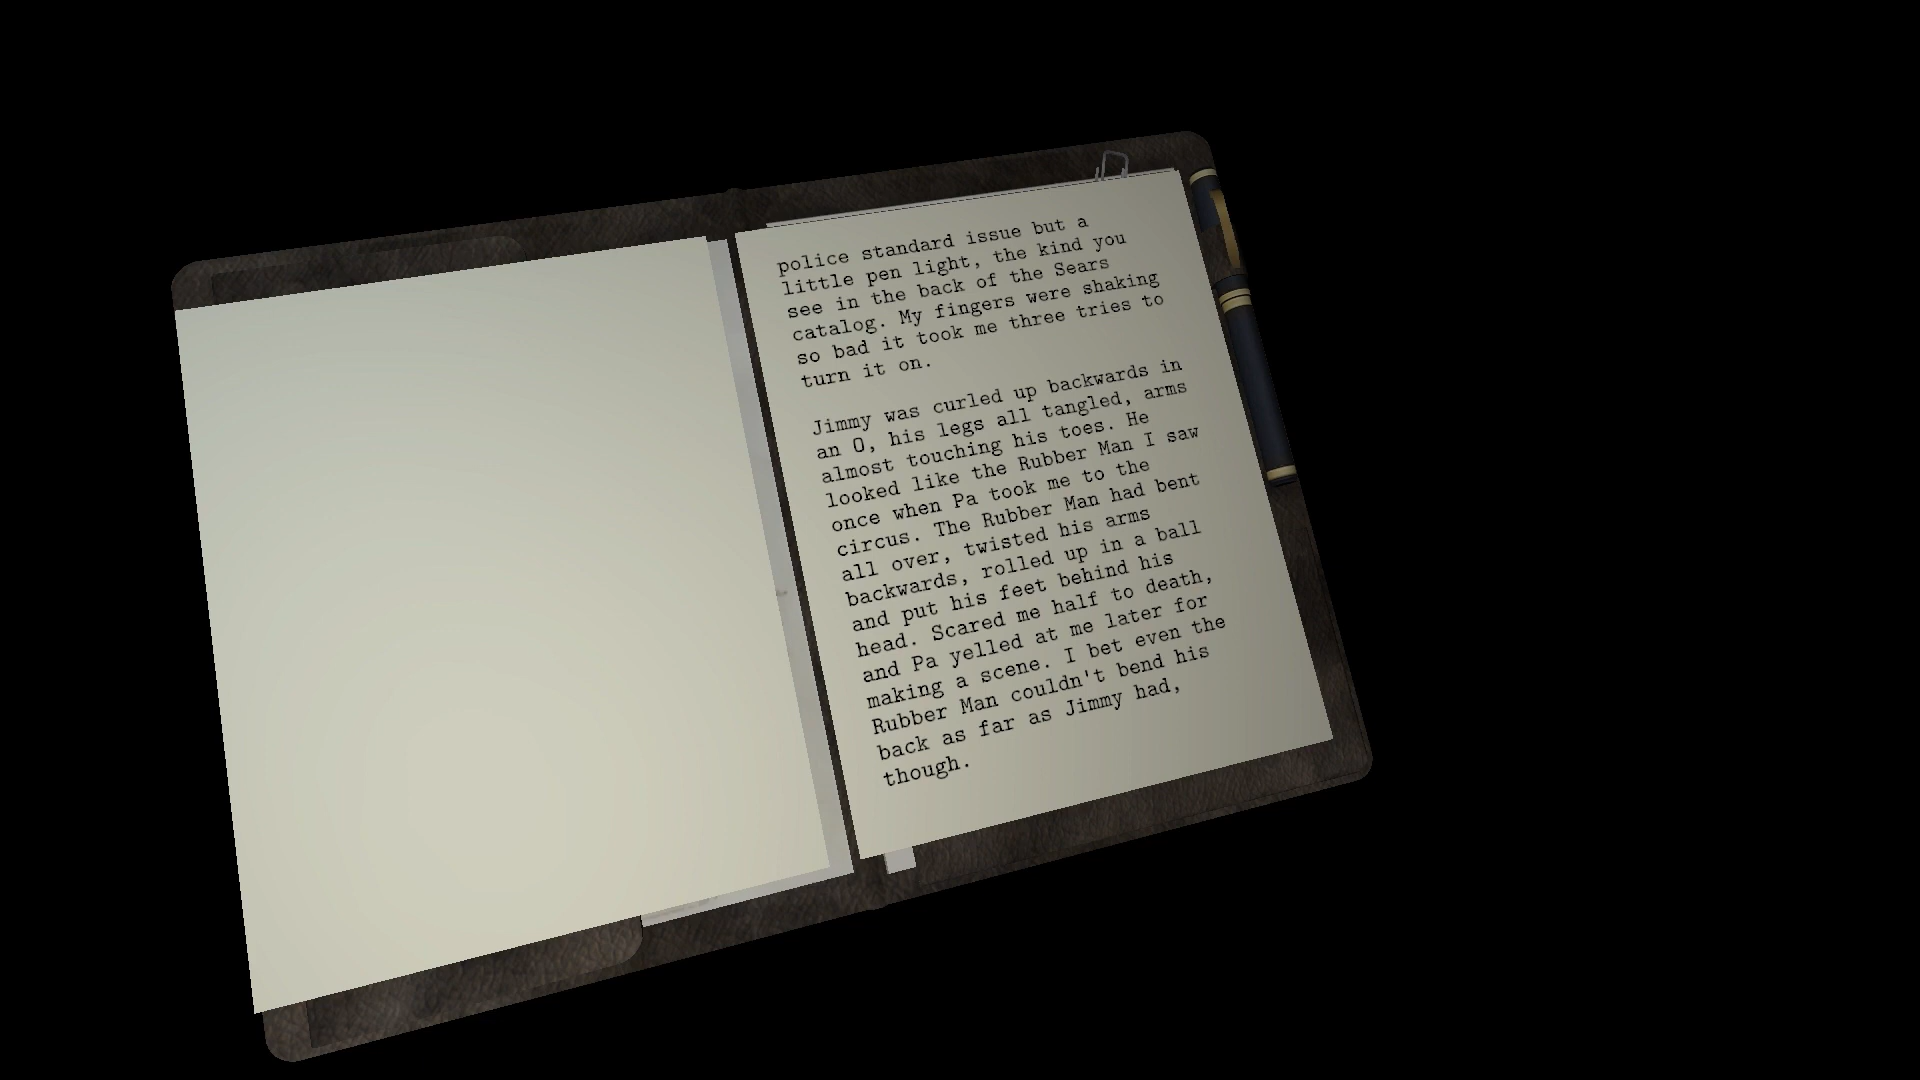 police standard issue but a
little pen light, the kind you
see in the back of the Sears
catalog. My fingers were shaking
so bad it took me three tries to
turn it on.
Jimmy was curled up backwards in
an O, his legs all tangled, arms
almost touching his toes. He
looked like the Rubber Man I saw
once when Pa took me to the
circus. The Rubber Man had bent
all over, twisted his arms
backwards, rolled up in a ball
and put his feet behind his
head. Scared me half to death,
and Pa yelled at me later for
making a scene. I bet even the
Rubber Man couldn't bend his
back as far as Jimmy had,
though.